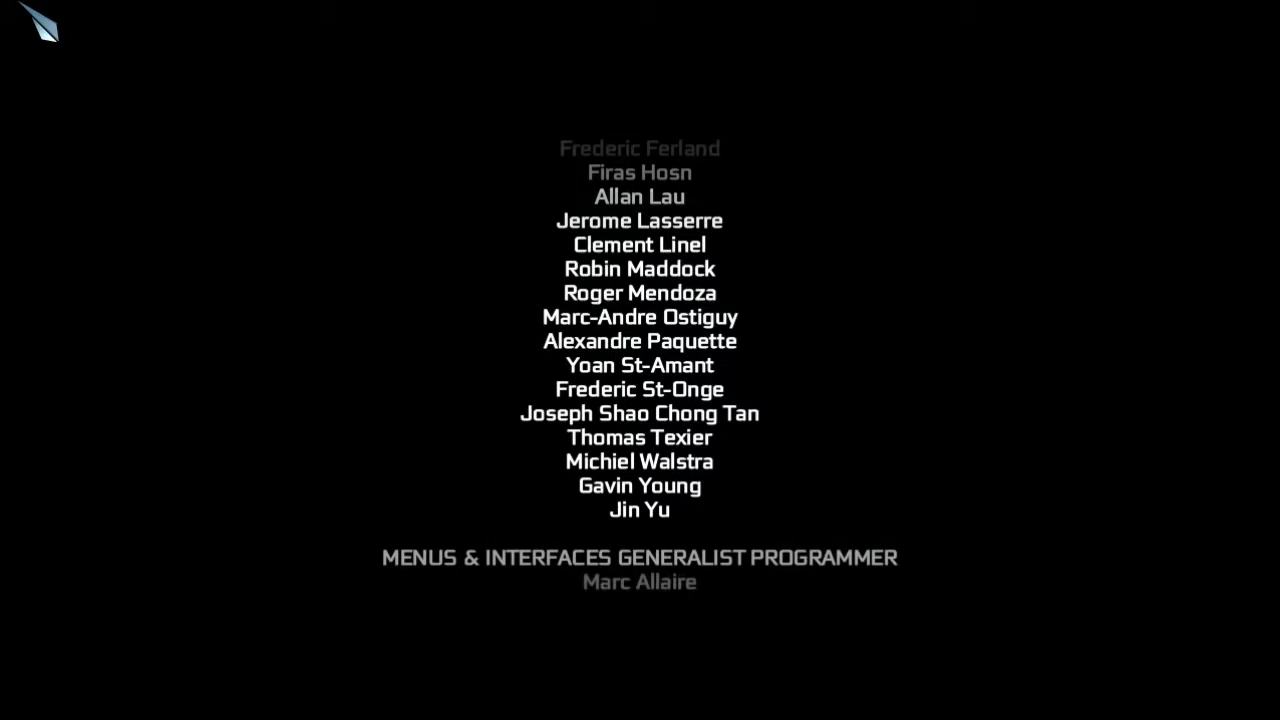 Frederic Ferland
Firas Hosn
Allan Lau
Jerome Lasserre
Clement Linel
Robin Maddock
Roger Mendoza
Marc-Andre Ostiguy
Alexandre Paquette
Yoan St-Amant
Frederic St-Onge
Joseph Shao Chong Tan
Thomas Texier
Michiel Walstra
Gavin Young
Jin Yu
MENUS & INTERFACES GENERALIST PROGRAMMER
Marc Allaire